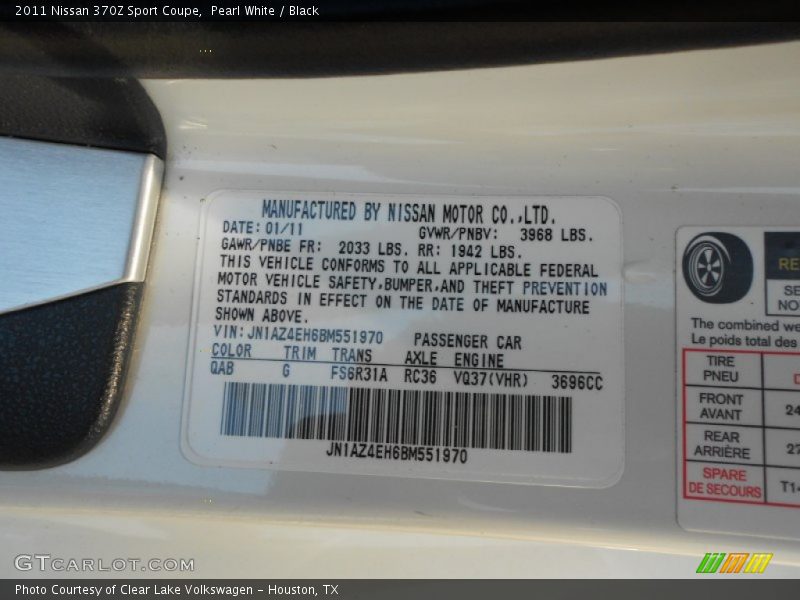 2011 Nissan 370Z Sport Coupe, Pearl White / Black
MANUFACTURED BY NISSAN MOTOR CO.,LTD.
DATE: 01/11 GVWR/PNBV: 3968 LBS.
GAWR/PNBE FR: 2033 LBS. RR: 1942 LBS.
THIS VEHICLE CONFORMS TO ALL APPLICABLE FEDERAL
MOTOR VEHICLE SAFETY,BUMPER,AND THEFT PREVENTION
STANDARDS IN EFFECT ON THE DATE OF MANUFACTURE
SHOWN ABOVE.
VIN: JN1AZ4EH6BM551970 PASSENGER CAR
COLOR TRIM TRANS AXLE ENGINE
QAB G FS6R31A RC36 VQ37(VHR) 3696CC
JN1AZ4EH6BM551970
The combined we
Le poids total des
TIRE
PNEU
FRONT
AVANT
24
REAR
ARRIÈRE
27
SPARE
DE SECOURS
T14
GTCARLOT.COM
Photo Courtesy of Clear Lake Volkswagen - Houston, TX